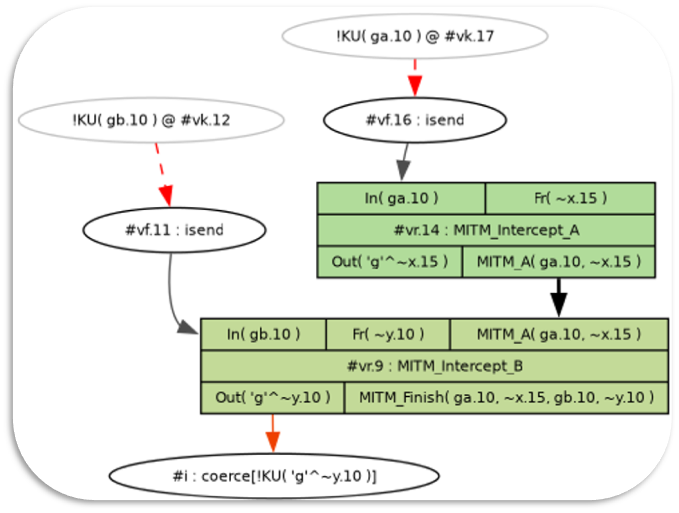 !KU( ga.10 ) @ #vk.17
!KU( gb.10 ) @ #vk.12
#vf.16 : isend
In( ga.10 ) Fr( ~x.15 )
#vf.11 : isend
#vr.14 : MITM_Intercept_A
Out( 'g'^~x.15 ) MITM_A( ga.10, ~x.15 )
In( gb.10 ) Fr( ~y.10 ) MITM_A( ga.10, ~x.15 )
#vr.9 : MITM_Intercept_B
Out( 'g'^~y.10 ) MITM_Finish( ga.10, ~x.15, gb.10, ~y.10 )
#i : coerce[!KU( 'g'^~y.10 )]